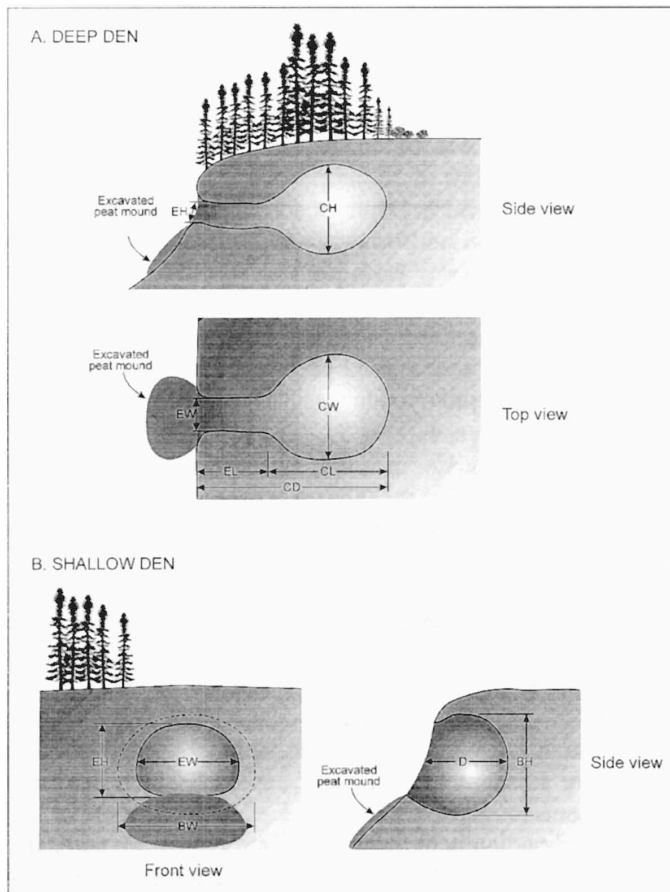 A. DEEP DEN
Excavated
peat mound
EH
CH
Side view
Excavated
peat mound
EW
CW
Top view
EL
CL
CD
B. SHALLOW DEN
EH
EW
BW
Front view
D
BH
Side view
Excavated
peat mound